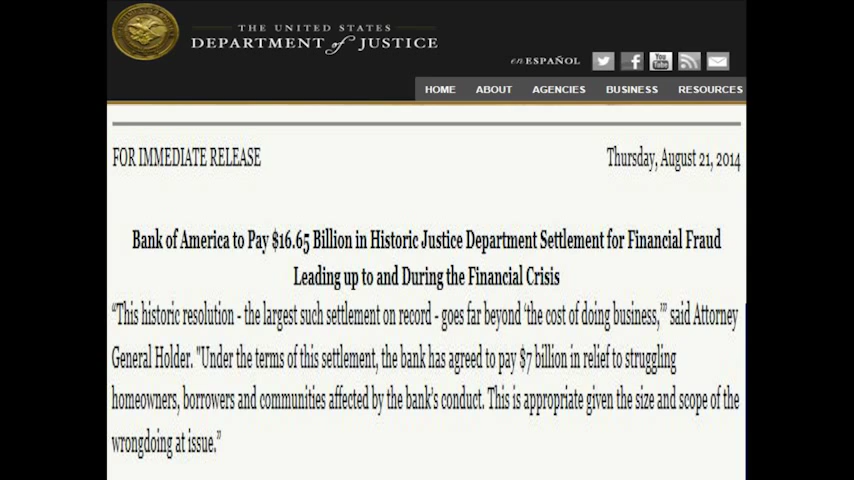 THE UNITED STATES
DEPARTMENT of JUSTICE
en ESPAÑOL
You
Tube
HOME ABOUT AGENCIES BUSINESS RESOURCES
FOR IMMEDIATE RELEASE Thursday, August 21, 2014
Bank of America to Pay $16.65 Billion in Historic Justice Department Settlement for Financial Fraud
Leading up to and During the Financial Crisis
“This historic resolution - the largest such settlement on record - goes far beyond ‘the cost of doing business,’” said Attorney
General Holder. "Under the terms of this settlement, the bank has agreed to pay $7 billion in relief to struggling
homeowners, borrowers and communities affected by the bank’s conduct. This is appropriate given the size and scope of the
wrongdoing at issue.”